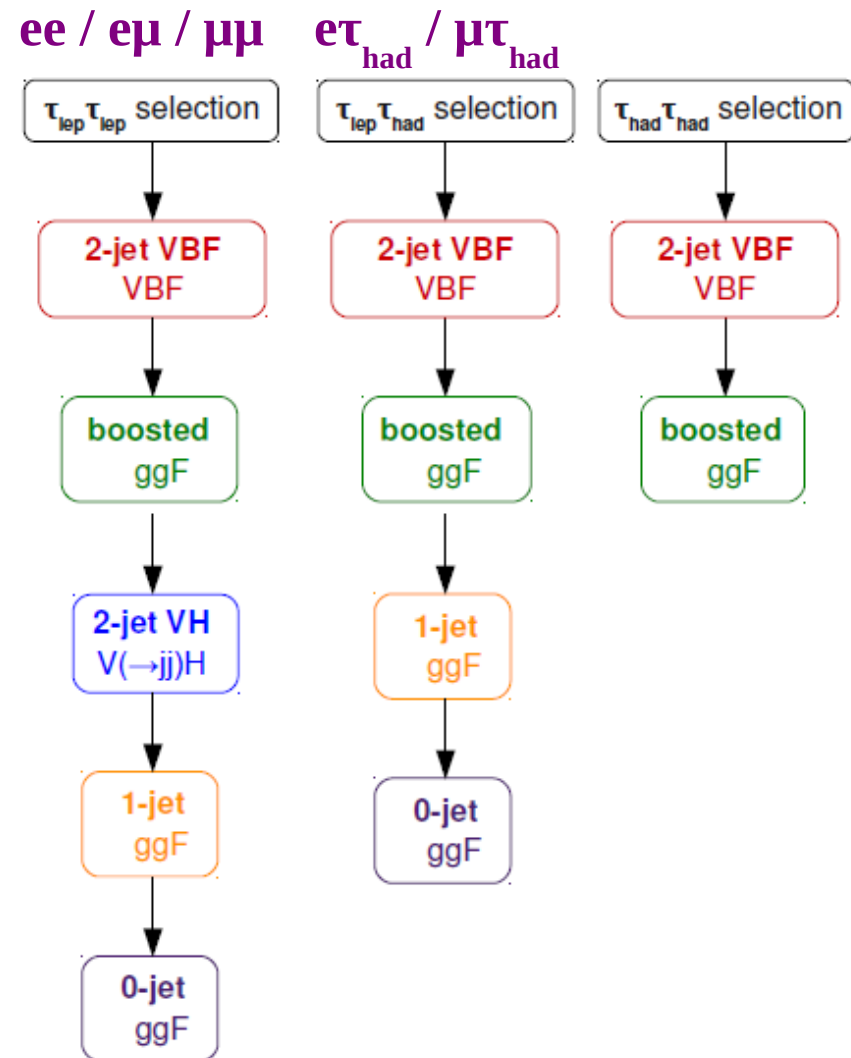 ee / eμ / μμ eτhad / μτhad
τlepτlep selection
2-jet VBF
VBF
boosted
ggF
2-jet VH
V(→jj)H
1-jet
ggF
0-jet
ggF
τlepτhad selection
2-jet VBF
VBF
boosted
ggF
1-jet
ggF
0-jet
ggF
τhadτhad selection
2-jet VBF
VBF
boosted
ggF